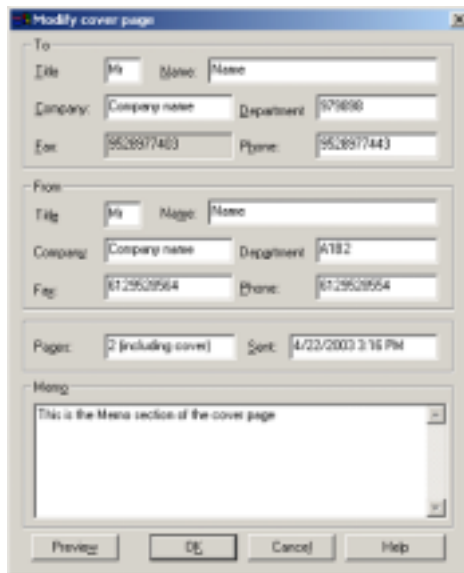 Modify cover page
To
Title Mr Name: Name
Company: Company name Department 979898
Fax: 9528977403 Phone: 9528977443
From
Title Mr Name: Name
Company: Company name Department A1B2
Fax: 6129528564 Phone: 6129528554
Pages: 2 (including cover) Sent: 4/22/2003 3:16 PM
Memo
This is the Memo section of the cover page
Preview OK Cancel Help